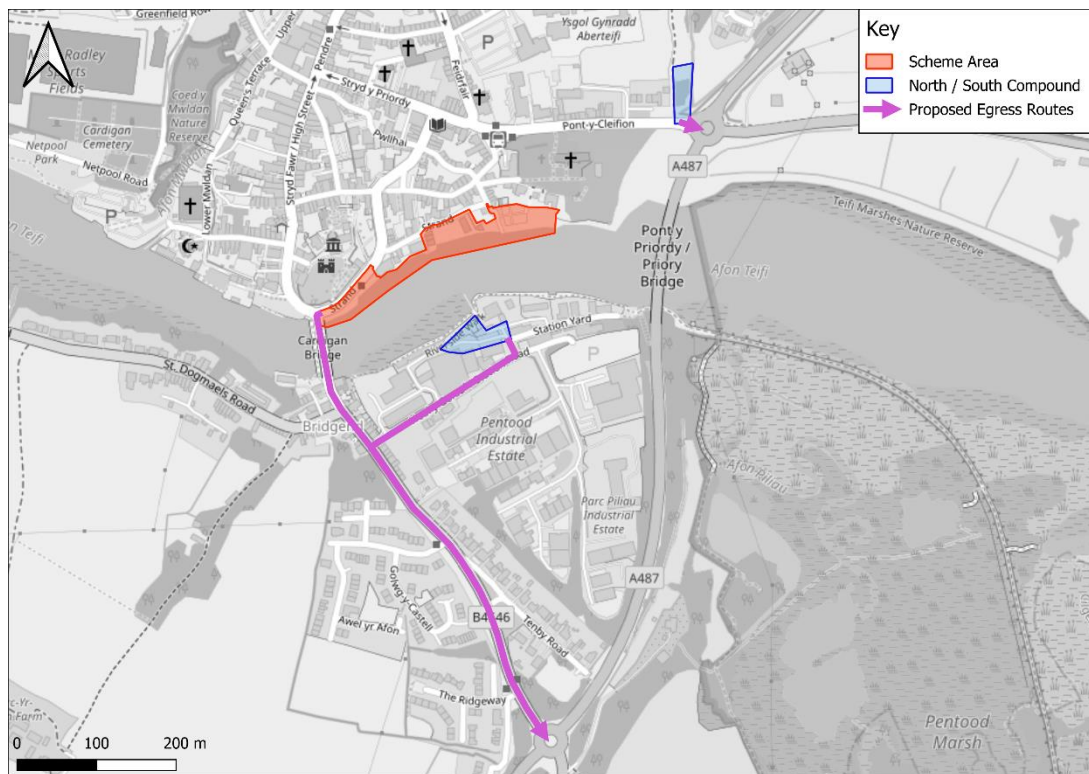 Key
Scheme Area
North / South Compound
Proposed Egress Routes
Greenfield Row
Upper
Pendre
Feidrfair
P
Ysgol Gynradd
Aberteifi
Radley
Sports
Fields
Coed y
Mwldan
Nature
Reserve
Queen's Terrace
Stryd y Priordy
Pont-y-Cleifion
Cardigan
Cemetery
Pwllhai
Stryd Fawr / High Street
A487
Netpool
Park
Netpool Road
Lower Mwldan
P
Strand
Teifi Marshes Nature Reserve
Pont y
Priordy /
Priory
Bridge
Afon Teifi
Strand
Station Yard
Cardigan
Bridge
P
St. Dogmaels Road
Bridgend
Pentood
Industrial
Estate
Afon Piliau
Parc Piliau
Industrial
Estate
Golwg-y-Castell
A487
Awel yr Afon
Tenby Road
The Ridgeway
Farm
Pentood
Marsh
0 100 200 m